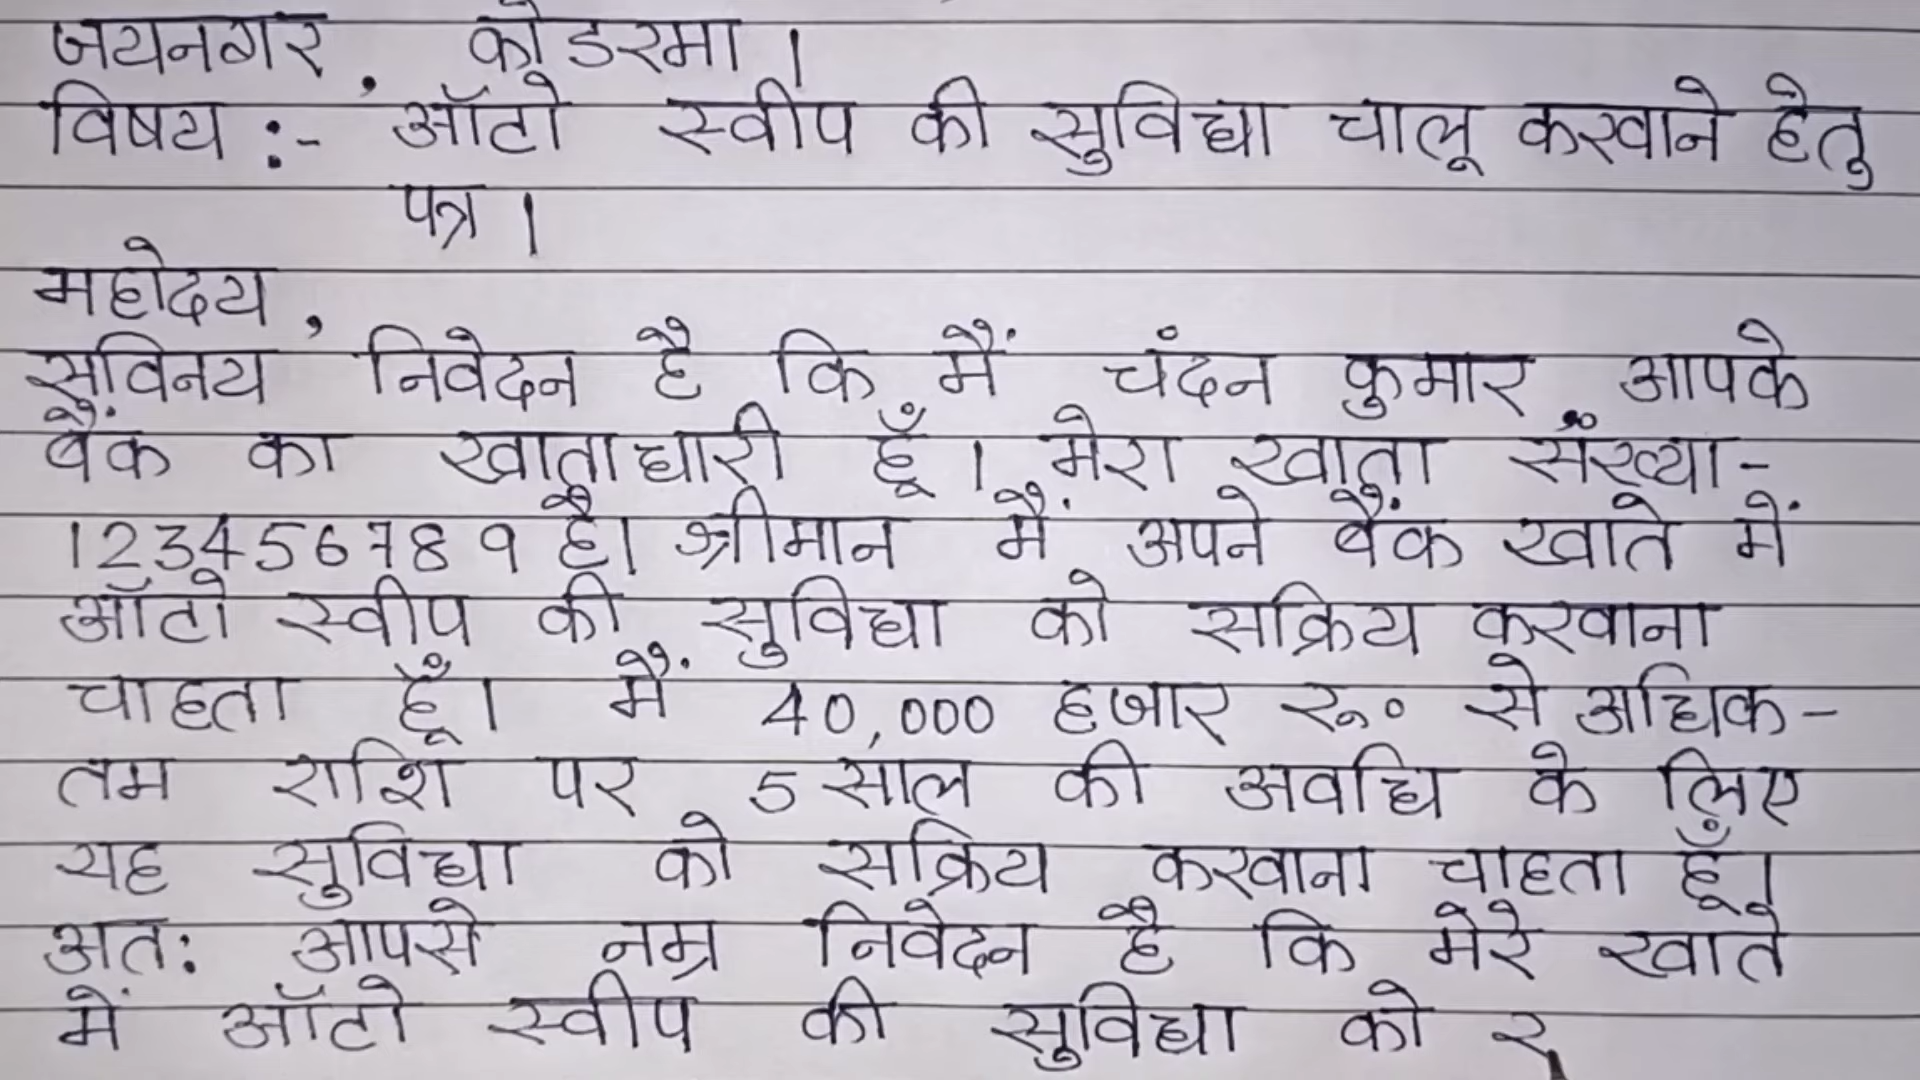 जयनगर, कोडरमा।
विषय :- ऑटो स्वीप की सुविधा चालू करवाने हेतु
पत्र।
महोदय,
सविनय निवेदन है कि मैं चंदन कुमार आपके
बैंक का खाताधारी हूँ। मेरा खाता संख्या-
123456789 है। श्रीमान मैं अपने बैंक खाते में
ऑटो स्वीप की सुविधा को सक्रिय करवाना
चाहता हूँ। मैं 40,000 हजार रू० से अधिक-
तम राशि पर 5 साल की अवधि के लिए
यह सुविधा को सक्रिय करवाना चाहता हूँ।
अत: आपसे नम्र निवेदन है कि मेरे खाते
में ऑटो स्वीप की सुविधा को